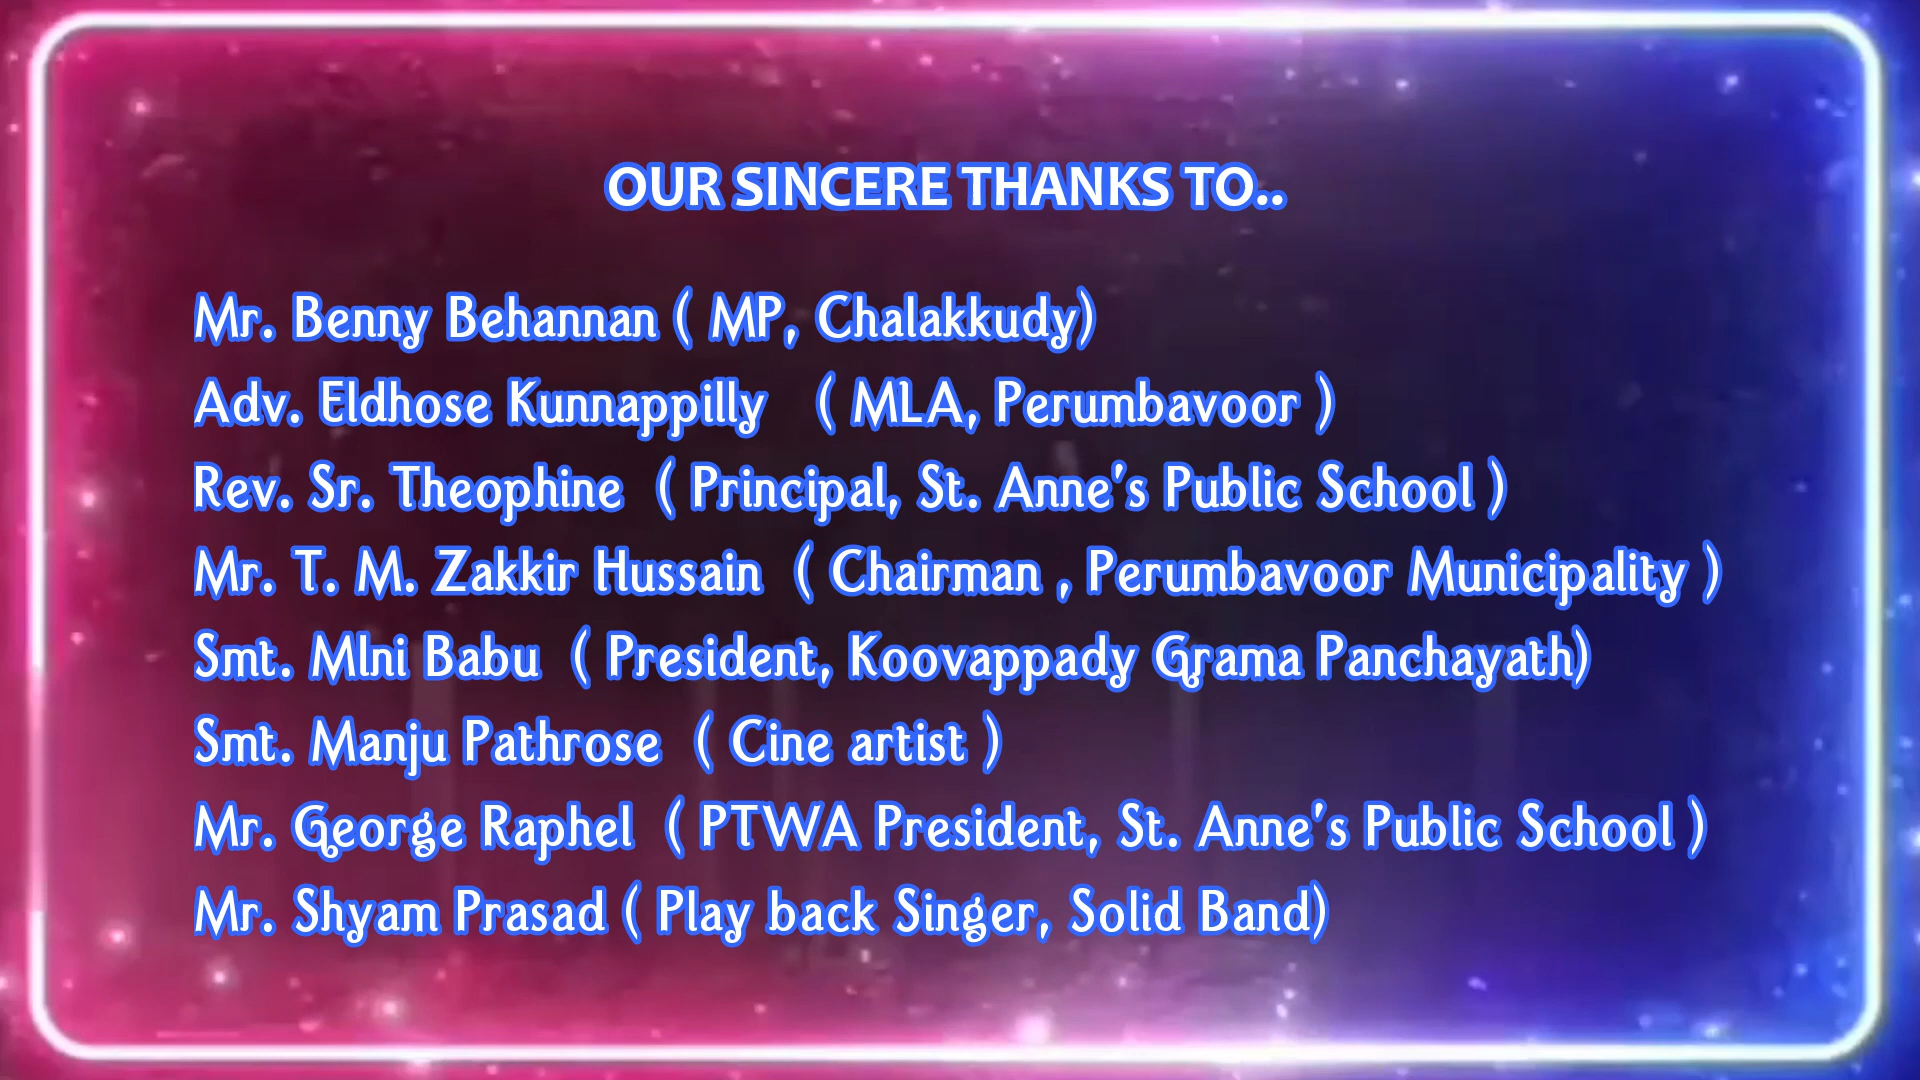 OUR SINCERE THANKS TO..
Mr. Benny Behannan ( MP, Chalakkudy)
Adv. Eldhose Kunnappilly ( MLA, Perumbavoor )
Rev. Sr. Theophine ( Principal, St. Anne's Public School )
Mr. T. M. Zakkir Hussain ( Chairman , Perumbavoor Municipality )
Smt. MIni Babu ( President, Koovappady Grama Panchayath)
Smt. Manju Pathrose ( Cine artist )
Mr. George Raphel ( PTWA President, St. Anne's Public School )
Mr. Shyam Prasad ( Play back Singer, Solid Band)